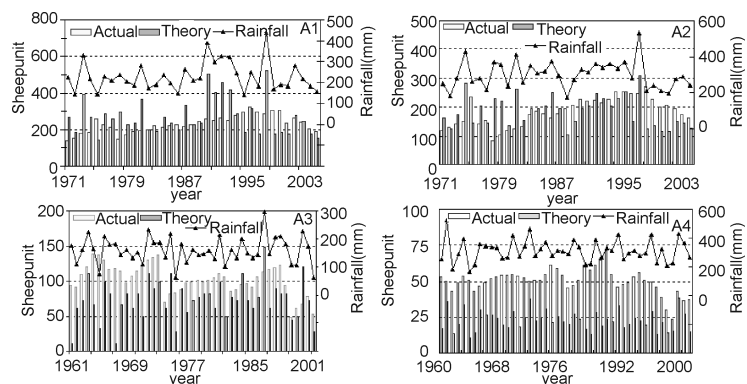 Actual Theory A1
Rainfall
Sheepunit
800
600
400
200
0
500
400
300
200
100
0
Rainfall(mm)
1971 1979 1987 1995 2003
year
Actual Theory A2
Rainfall
Sheepunit
500
400
300
200
100
0
600
400
200
0
Rainfall(mm)
1971 1979 1987 1995 2003
year
Actual Theory
Rainfall
A3
Sheepunit
200
150
100
50
0
300
200
100
0
Rainfall(mm)
1961 1969 1977 1985 1993 2001
year
Actual Theory Rainfall
A4
Sheepunit
100
75
50
25
0
600
400
200
0
Rainfall(mm)
1960 1968 1976 1984 1992 2000
year